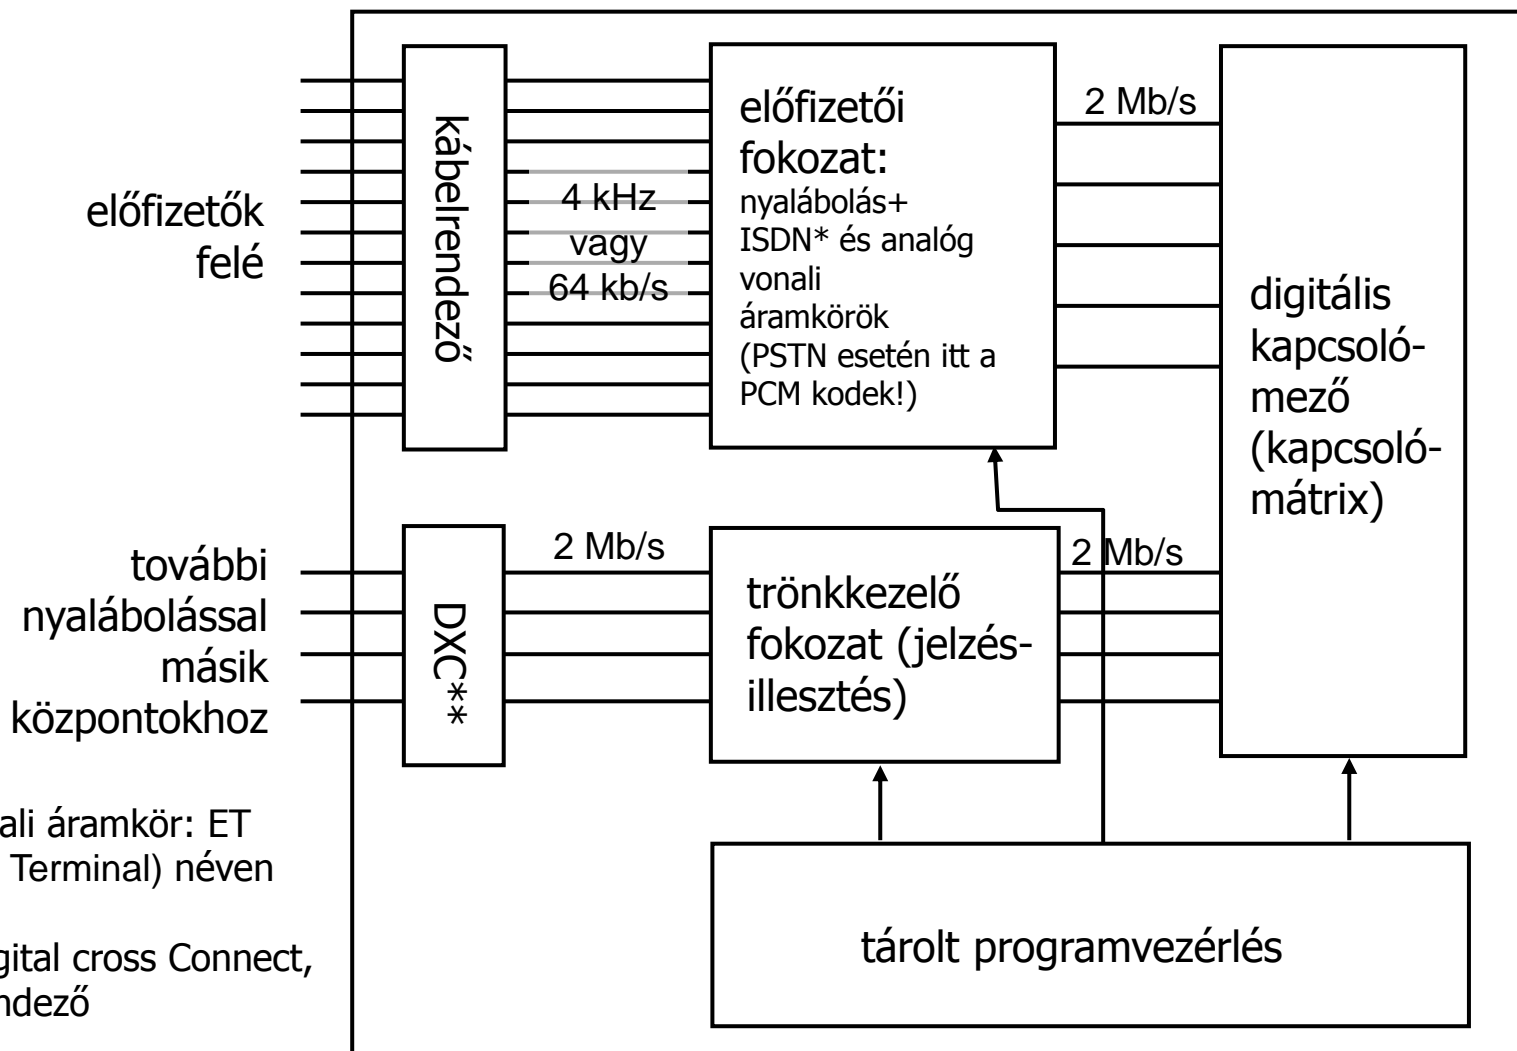 előfizetők
felé
kábelrendező
4 kHz
vagy
64 kb/s
előfizetői
fokozat:
nyalábolás+
ISDN* és analóg
vonali
áramkörök
(PSTN esetén itt a
PCM kodek!)
2 Mb/s
digitális
kapcsoló-
mező
(kapcsoló-
mátrix)
további
nyalábolással
másik
központokhoz
DXC**
2 Mb/s
trönkkezelő
fokozat (jelzés-
illesztés)
2 Mb/s
tárolt programvezérlés
ali áramkör: ET
Terminal) néven
gital cross Connect,
ndező